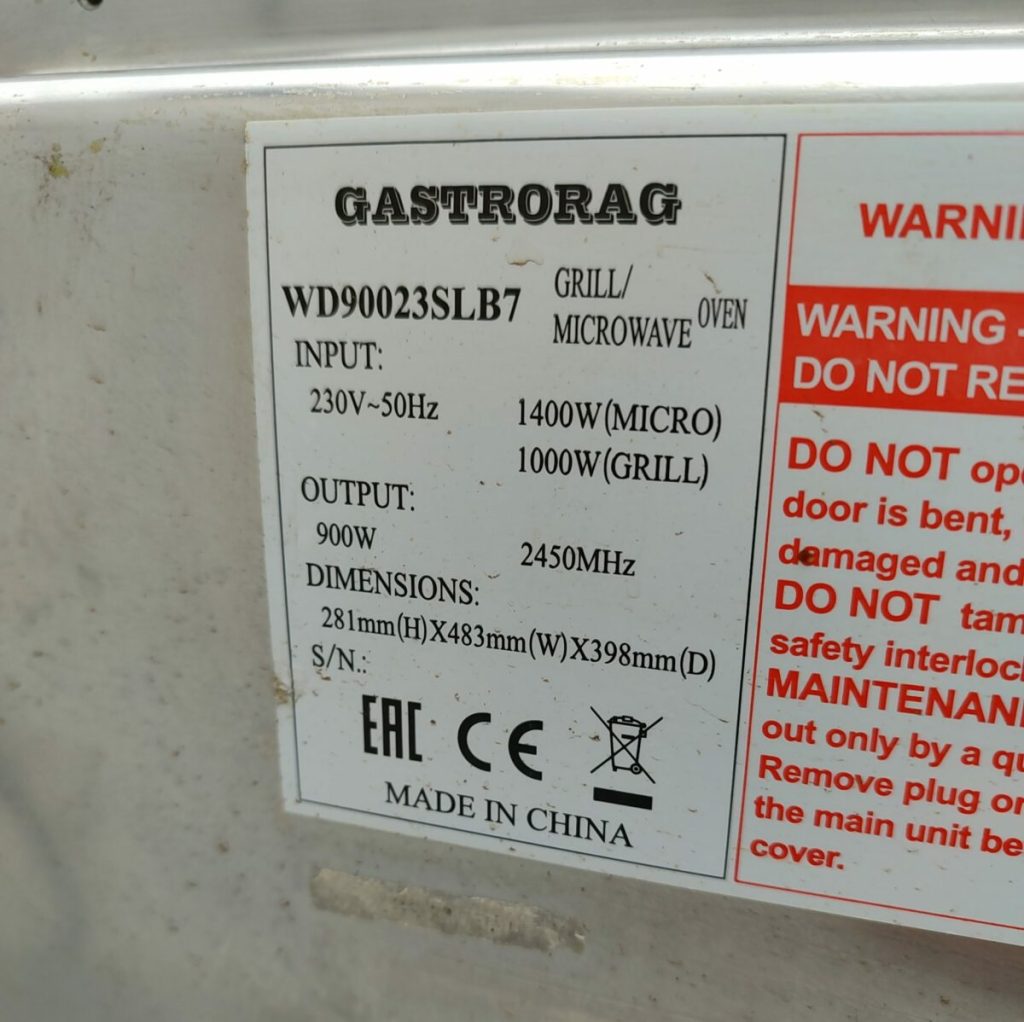 GASTRORAG
WD90023SLB7 GRILL/ MICROWAVE OVEN
INPUT:
230V~50Hz 1400W(MICRO)
1000W(GRILL)
OUTPUT:
900W 2450MHz
DIMENSIONS:
281mm(H)X483mm(W)X398mm(D)
S/N.:
EAC CE
MADE IN CHINA
WARNI
WARNING -
DO NOT RE
DO NOT ope
door is bent,
damaged and
DO NOT tam
safety interloc
MAINTENAN
out only by a qu
Remove plug
the main unit be
cover.